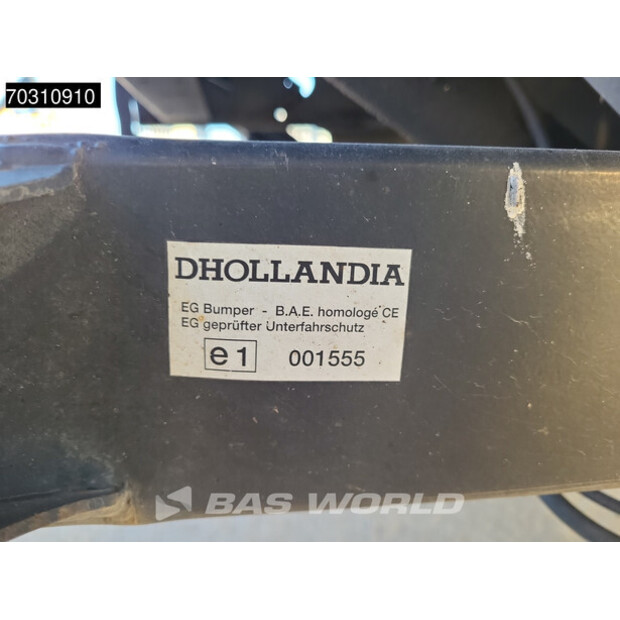 70310910
DHOLLANDIA
EG Bumper - B.A.E. homologé CE
EG geprüfter Unterfahrschutz
e1 001555
BAS WORLD